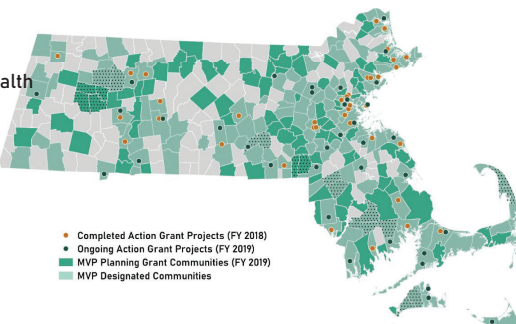 alth
Completed Action Grant Projects (FY 2018)
Ongoing Action Grant Projects (FY 2019)
MVP Planning Grant Communities (FY 2019)
MVP Designated Communities